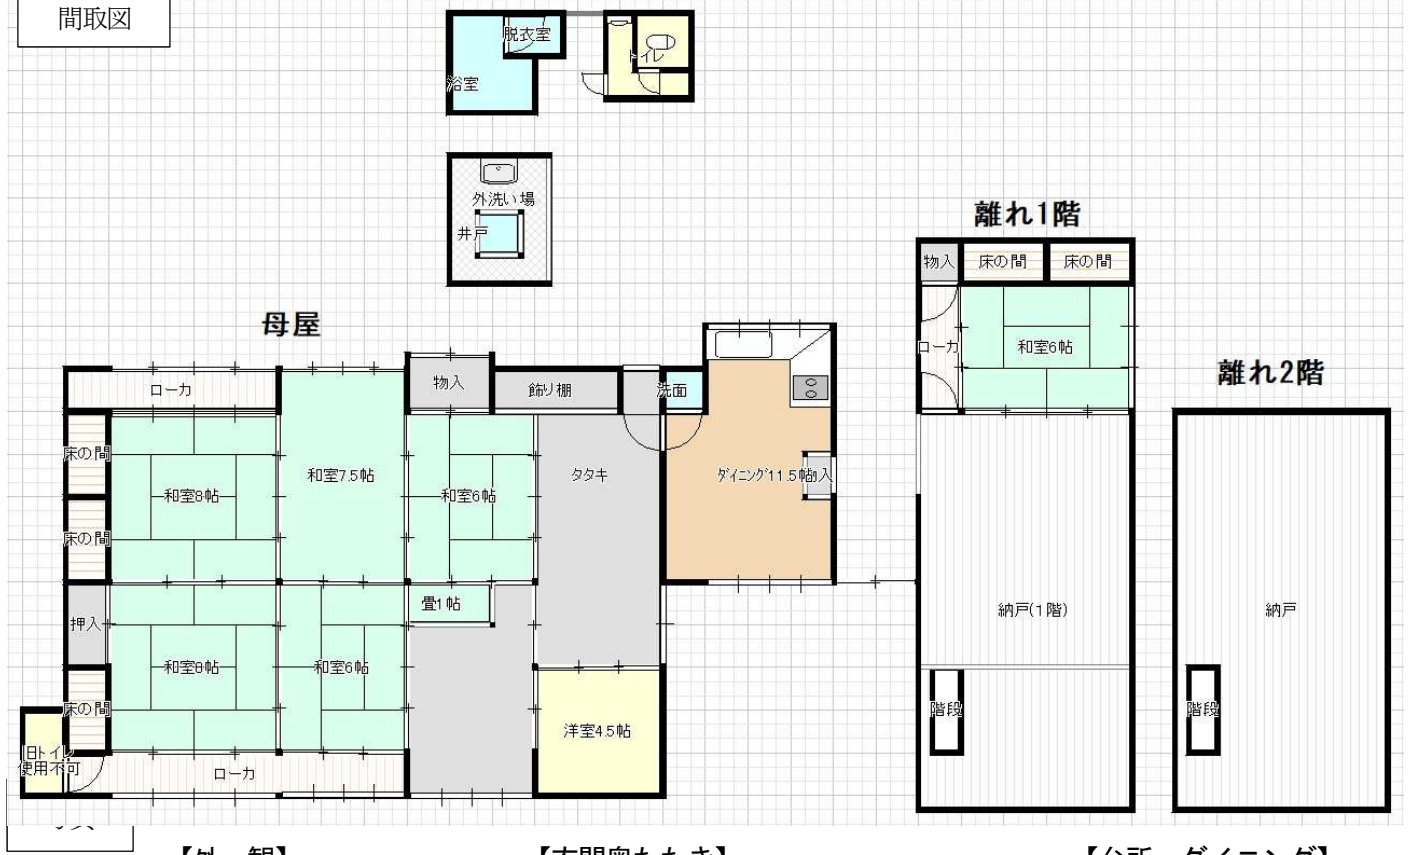 間取図
脱衣室
トイレ
浴室
外洗い場
井戸
離れ1階
物入
床の間
床の間
母屋
ローカ
和室6帖
離れ2階
ローカ
物入
飾り棚
洗面
床の間
和室8帖
和室7.5帖
和室6帖
タタキ
ダイニング11.5帖
物入
床の間
畳1帖
納戸(1階)
納戸
押入
和室8帖
和室6帖
床の間
階段
階段
洋室4.5帖
旧トイレ
使用不可
ローカ